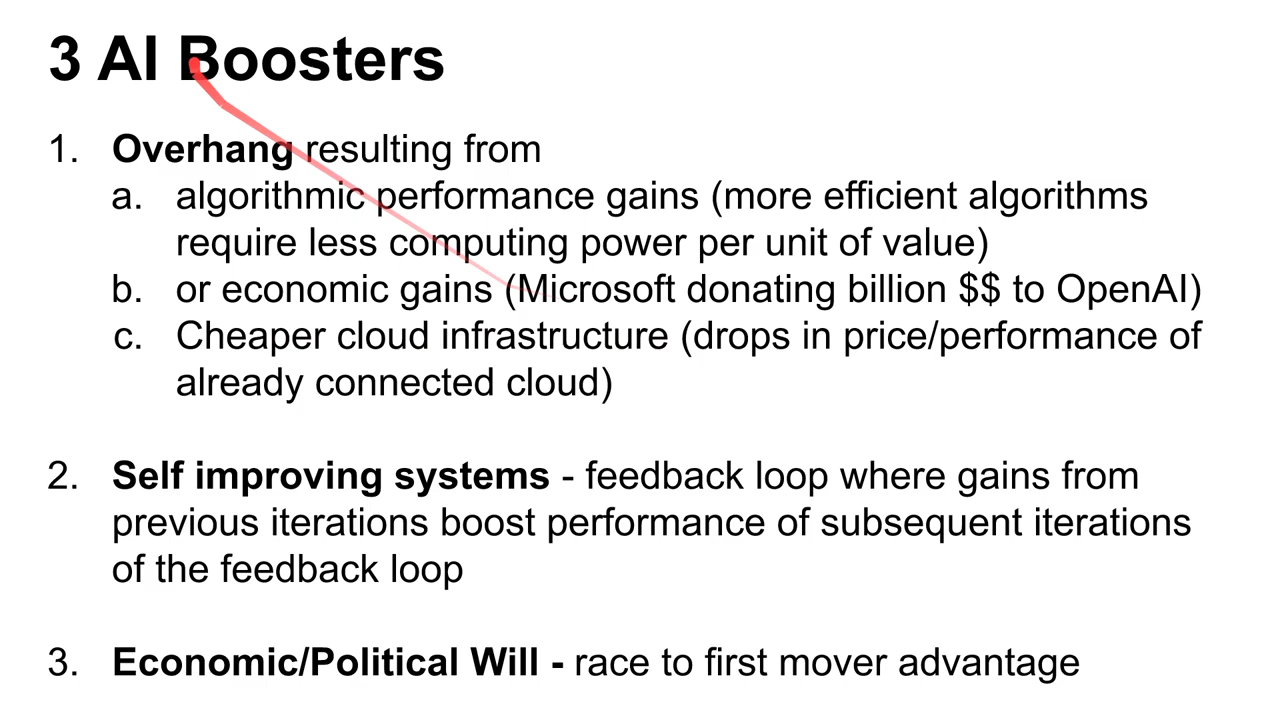 3 AI Boosters
1. Overhang resulting from
a. algorithmic performance gains (more efficient algorithms
require less computing power per unit of value)
b. or economic gains (Microsoft donating billion $$ to OpenAI)
c. Cheaper cloud infrastructure (drops in price/performance of
already connected cloud)
2. Self improving systems - feedback loop where gains from
previous iterations boost performance of subsequent iterations
of the feedback loop
3. Economic/Political Will - race to first mover advantage